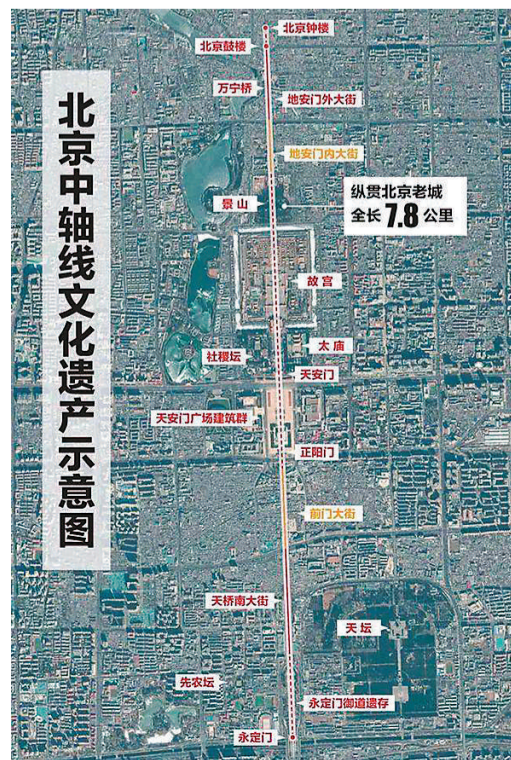 北京中轴线文化遗产示意图
北京钟楼
北京鼓楼
万宁桥
地安门外大街
地安门内大街
景山
纵贯北京老城
全长7.8公里
故宫
太庙
社稷坛
天安门
天安门广场建筑群
正阳门
前门大街
天桥南大街
天坛
先农坛
永定门御道遗存
永定门